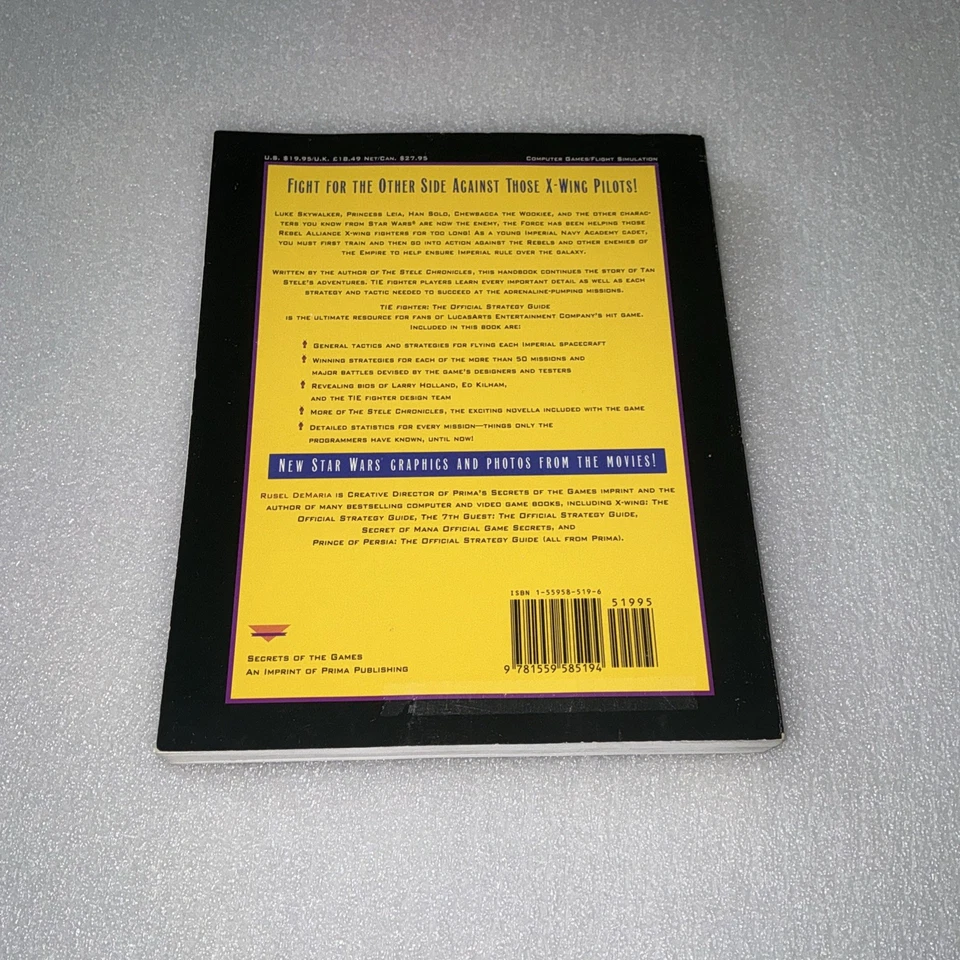 U.S. $19.95/U.K. £18.49 Net/Can. $27.95
Computer Games/Flight Simulation
Fight for the Other Side Against Those X-Wing Pilots!
Luke Skywalker, Princess Leia, Han Solo, Chewbacca the Wookiee, and the other charac-
ters you know from Star Wars® are now the enemy, the Force has been helping those
Rebel Alliance X-wing fighters for too long! As a young Imperial Navy Academy cadet,
you must first train and then go into action against the Rebels and other enemies of
the Empire to help ensure Imperial rule over the galaxy.
Written by the author of The Stele Chronicles, this handbook continues the story of Tan
Stele's adventures. TIE fighter players learn every important detail as well as each
strategy and tactic needed to succeed at the adrenaline-pumping missions.
TIE fighter: The Official Strategy Guide
is the ultimate resource for fans of LucasArts Entertainment Company's hit game.
Included in this book are:
General tactics and strategies for flying each Imperial spacecraft
Winning strategies for each of the more than 50 missions and
major battles devised by the game's designers and testers
Revealing bios of Larry Holland, Ed Kilham,
and the TIE fighter design team
More of The Stele Chronicles, the exciting novella included with the game
Detailed statistics for every mission—things only the
programmers have known, until now!
New Star Wars® graphics and photos from the movies!
Rusel DeMaria is Creative Director of Prima's Secrets of the Games imprint and the
author of many bestselling computer and video game books, including X-wing: The
Official Strategy Guide, The 7th Guest: The Official Strategy Guide,
Secret of Mana Official Game Secrets, and
Prince of Persia: The Official Strategy Guide (all from Prima).
ISBN 1-55958-519-6
51995
9 781559 585194
Secrets of the Games
An Imprint of Prima Publishing